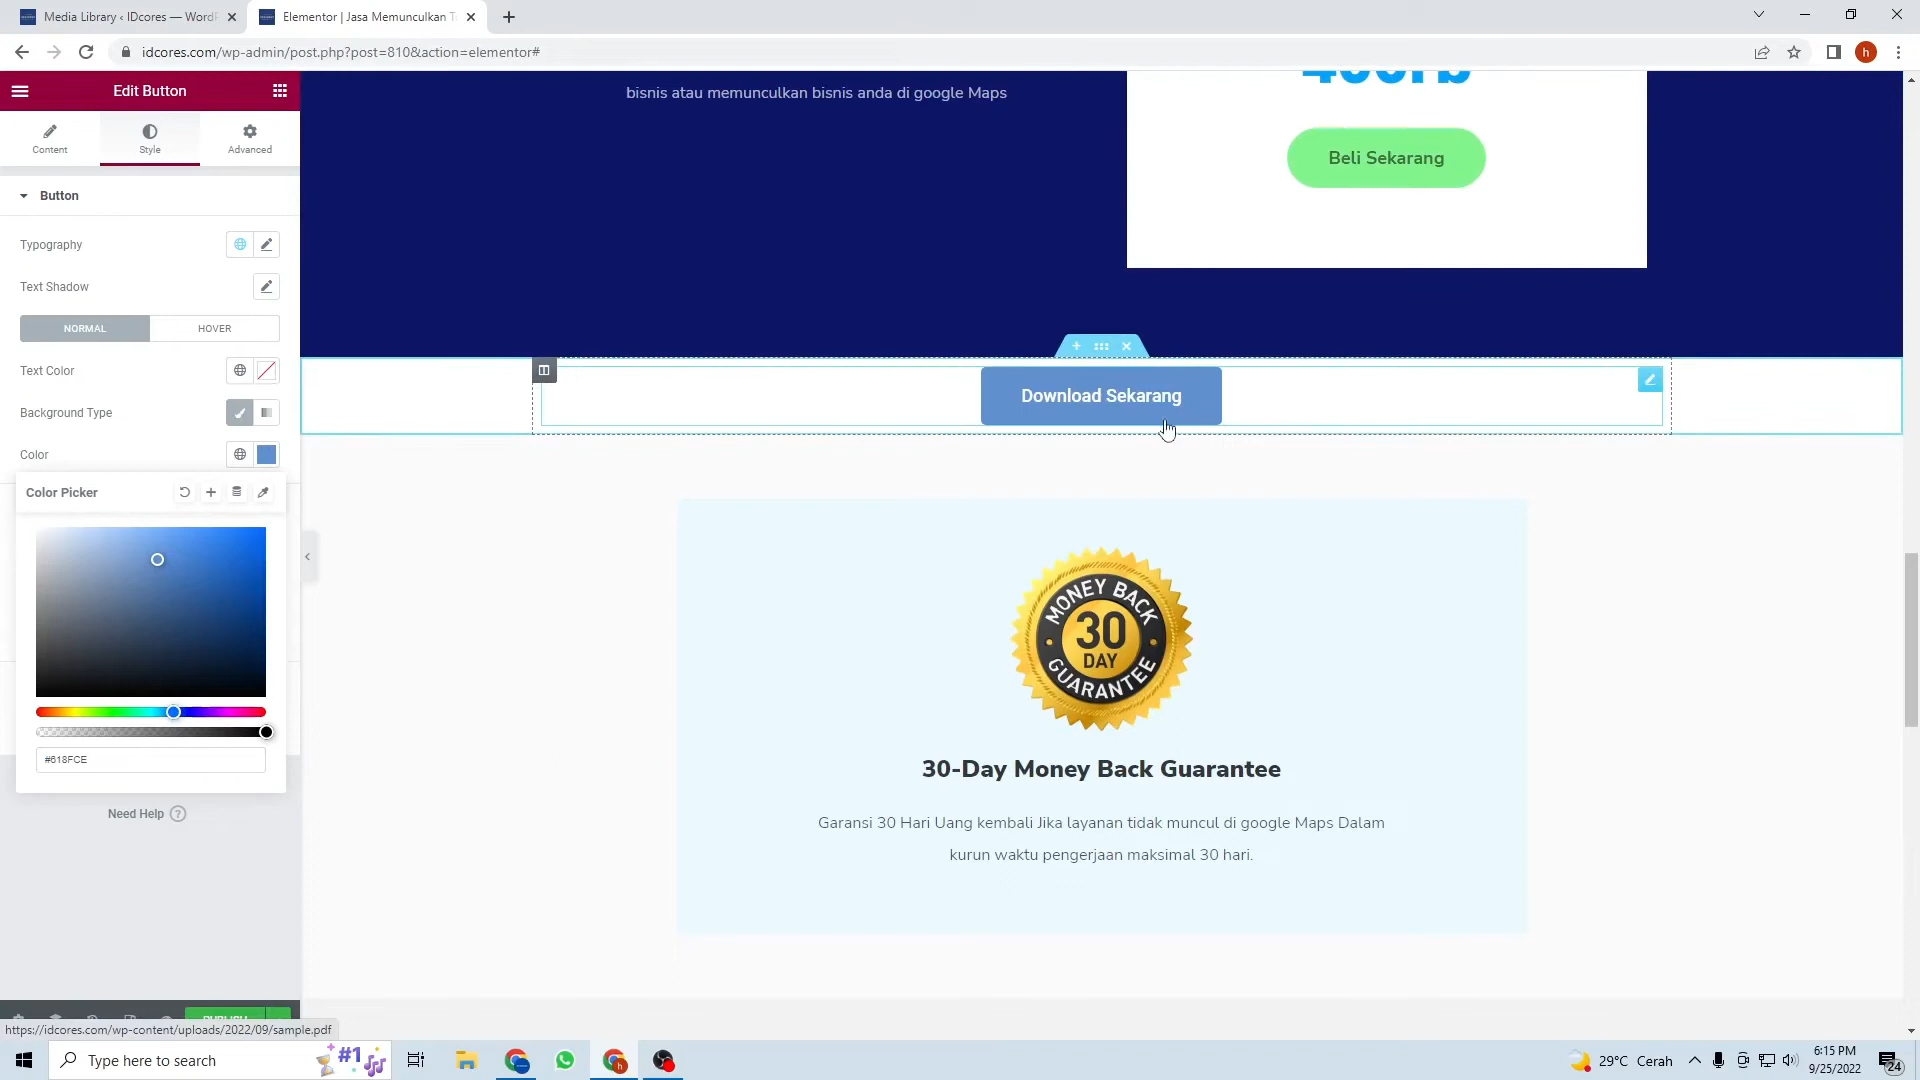 Media Library ‹ IDcores — WordP
Elementor | Jasa Memunculkan T
idcores.com/wp-admin/post.php?post=810&action=elementor#
h
Edit Button
Content
Style
Advanced
Button
Typography
Text Shadow
NORMAL
HOVER
Text Color
Background Type
Color
Color Picker
#618FCE
Need Help
bisnis atau memunculkan bisnis anda di google Maps
Beli Sekarang
Download Sekarang
MONEY BACK
30
DAY
GUARANTEE
30-Day Money Back Guarantee
Garansi 30 Hari Uang kembali Jika layanan tidak muncul di google Maps Dalam
kurun waktu pengerjaan maksimal 30 hari.
https://idcores.com/wp-content/uploads/2022/09/sample.pdf
Type here to search
#1
h
29°C Cerah
6:15 PM
9/25/2022
24